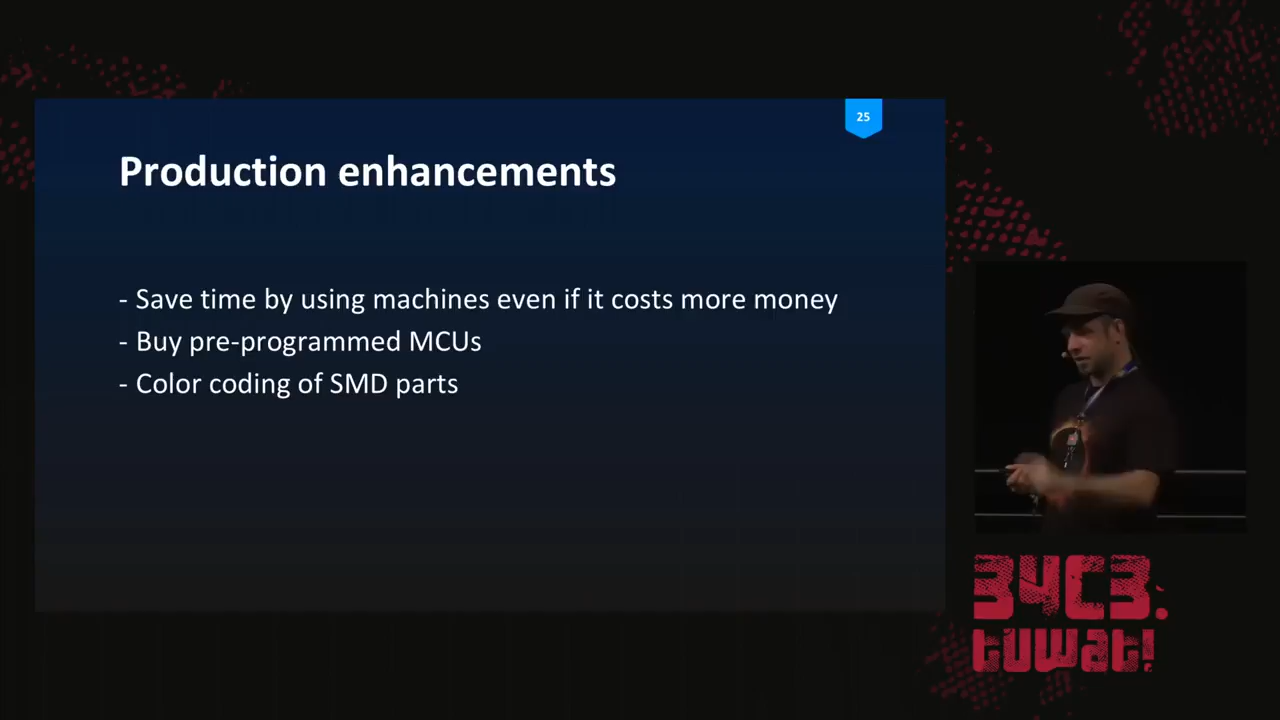 25
Production enhancements
- Save time by using machines even if it costs more money
- Buy pre-programmed MCUs
- Color coding of SMD parts
34C3.
tuwat!